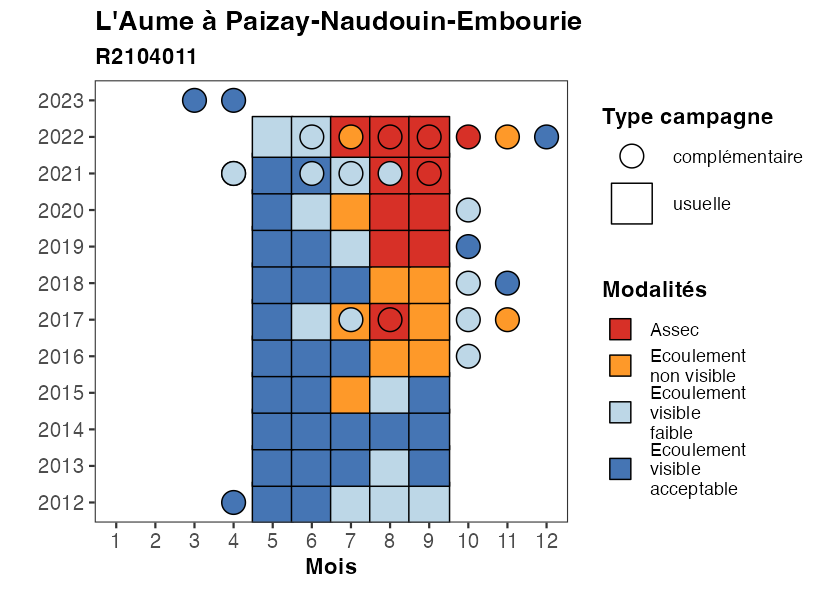 L'Aume à Paizay-Naudouin-Embourie
R2104011
2023
2022
2021
2020
2019
2018
2017
2016
2015
2014
2013
2012
1 2 3 4 5 6 7 8 9 10 11 12
Mois
Type campagne
complémentaire
usuelle
Modalités
Assec
Ecoulement
non visible
Ecoulement
visible
faible
Ecoulement
visible
acceptable